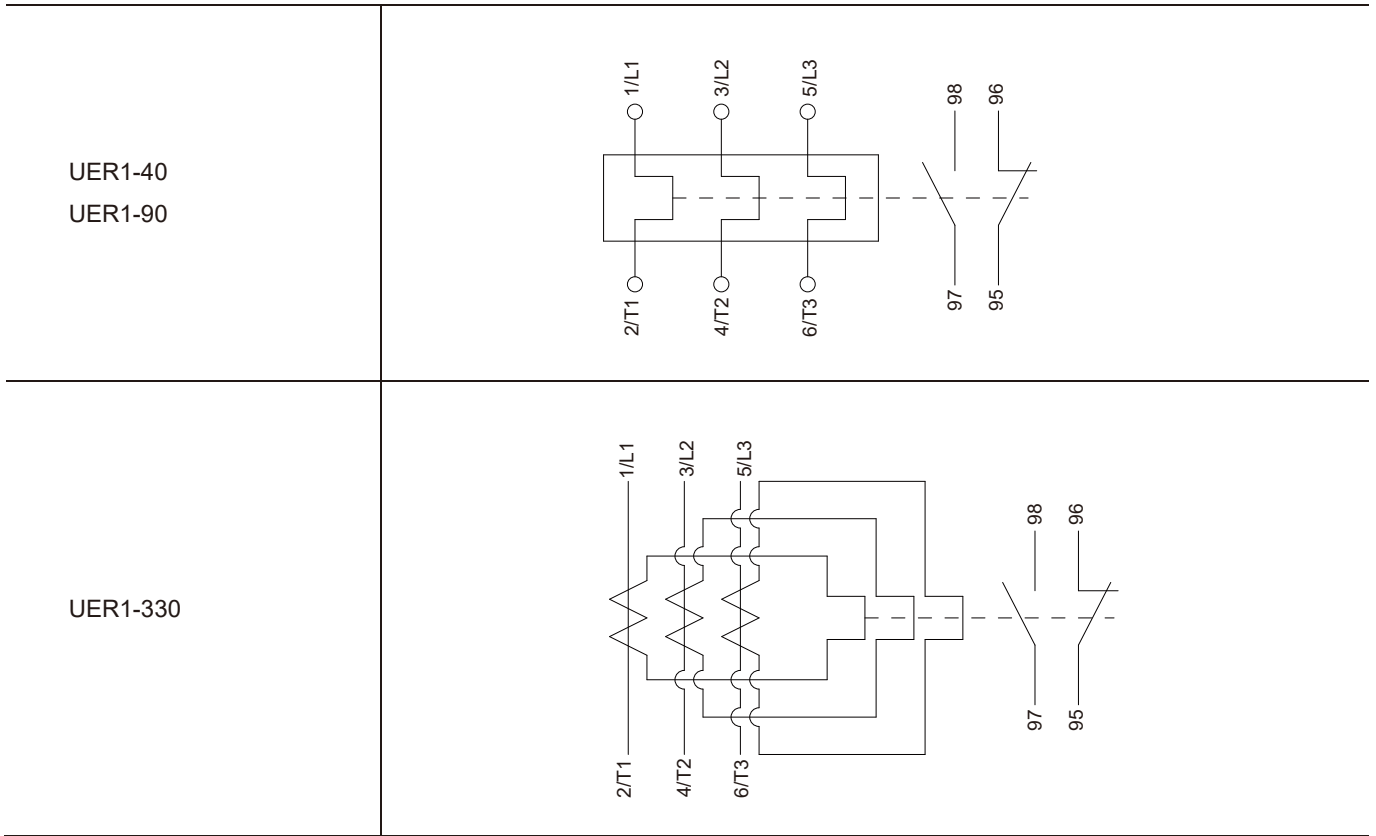 UER1-40
UER1-90
1/L1
3/L2
5/L3
98
96
2/T1
4/T2
6/T3
97
95
UER1-330
1/L1
3/L2
5/L3
98
96
2/T1
4/T2
6/T3
97
95